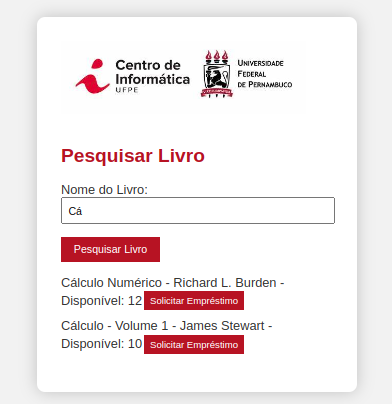 Centro de
Informática
UFPE
UNIVERSIDADE
FEDERAL
DE PERNAMBUCO
Pesquisar Livro
Nome do Livro:
Cá
Pesquisar Livro
Cálculo Numérico - Richard L. Burden -
Disponível: 12 Solicitar Empréstimo
Cálculo - Volume 1 - James Stewart -
Disponível: 10 Solicitar Empréstimo